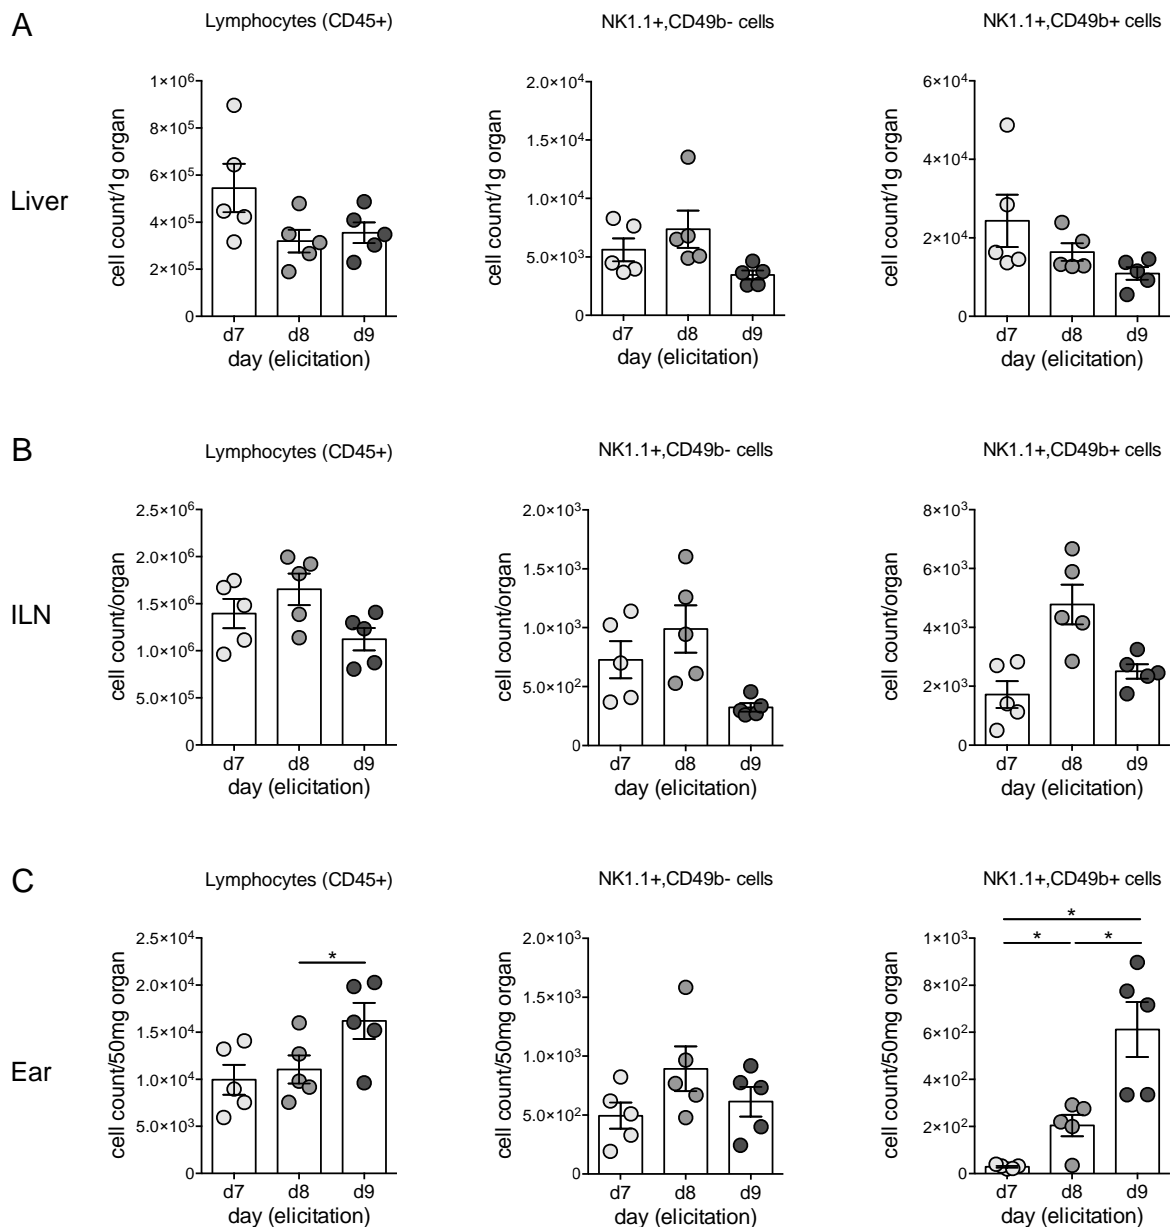 A
Lymphocytes (CD45+)
NK1.1+,CD49b- cells
NK1.1+,CD49b+ cells
Liver
cell count/1g organ
1×10⁶
8×10⁵
6×10⁵
4×10⁵
2×10⁵
0
d7 d8 d9
day (elicitation)
cell count/1g organ
2.0×10⁴
1.5×10⁴
1.0×10⁴
5.0×10³
0
d7 d8 d9
day (elicitation)
cell count/1g organ
6×10⁴
4×10⁴
2×10⁴
0
d7 d8 d9
day (elicitation)
B
Lymphocytes (CD45+)
NK1.1+,CD49b- cells
NK1.1+,CD49b+ cells
ILN
cell count/organ
2.5×10⁶
2.0×10⁶
1.5×10⁶
1.0×10⁶
5.0×10⁵
0
d7 d8 d9
day (elicitation)
cell count/organ
2.0×10³
1.5×10³
1.0×10³
5.0×10²
0
d7 d8 d9
day (elicitation)
cell count/organ
8×10³
6×10³
4×10³
2×10³
0
d7 d8 d9
day (elicitation)
C
Lymphocytes (CD45+)
NK1.1+,CD49b- cells
NK1.1+,CD49b+ cells
Ear
cell count/50mg organ
2.5×10⁴
2.0×10⁴
1.5×10⁴
1.0×10⁴
5.0×10³
0
*
d7 d8 d9
day (elicitation)
cell count/50mg organ
2.0×10³
1.5×10³
1.0×10³
5.0×10²
0
d7 d8 d9
day (elicitation)
cell count/50mg organ
1×10³
8×10²
6×10²
4×10²
2×10²
0
*
* *
d7 d8 d9
day (elicitation)